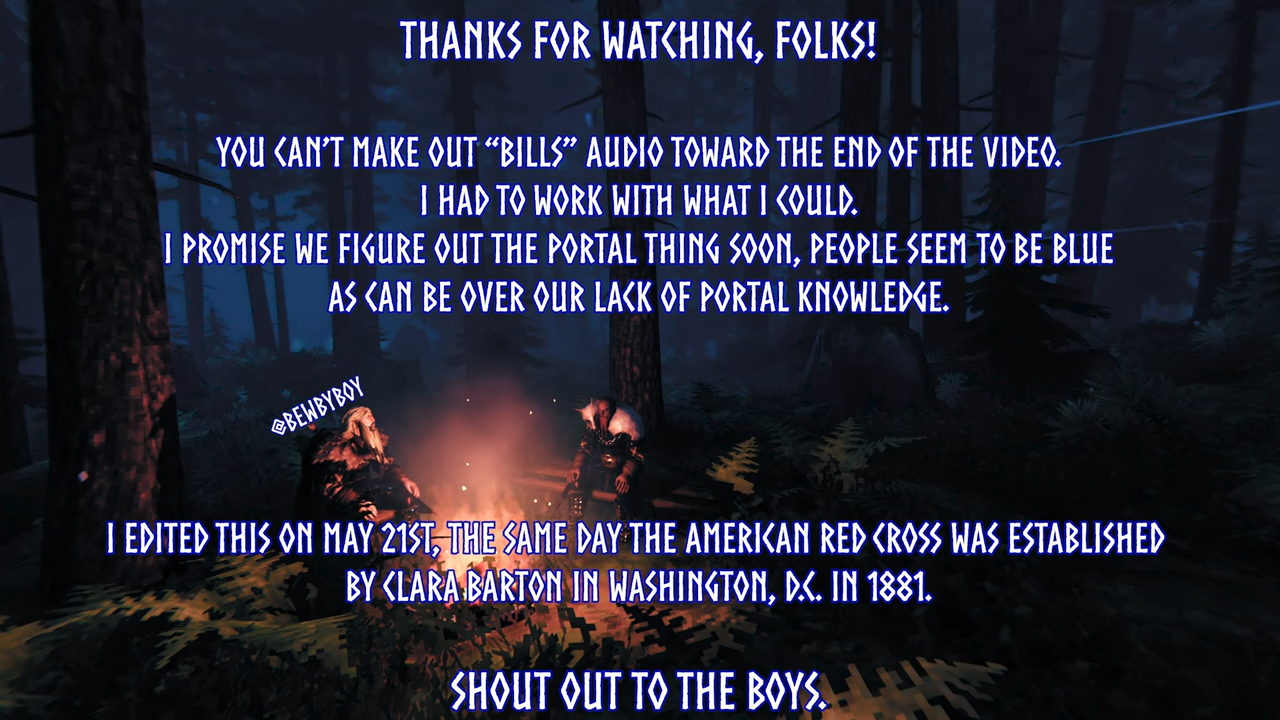 THANKS FOR WATCHING, FOLKS!
YOU CAN'T MAKE OUT “BILLS” AUDIO TOWARD THE END OF THE VIDEO.
I HAD TO WORK WITH WHAT I COULD.
I PROMISE WE FIGURE OUT THE PORTAL THING SOON, PEOPLE SEEM TO BE BLUE
AS CAN BE OVER OUR LACK OF PORTAL KNOWLEDGE.
@BEWBYBOY
I EDITED THIS ON MAY 21ST, THE SAME DAY THE AMERICAN RED CROSS WAS ESTABLISHED
BY CLARA BARTON IN WASHINGTON, D.C. IN 1881.
SHOUT OUT TO THE BOYS.